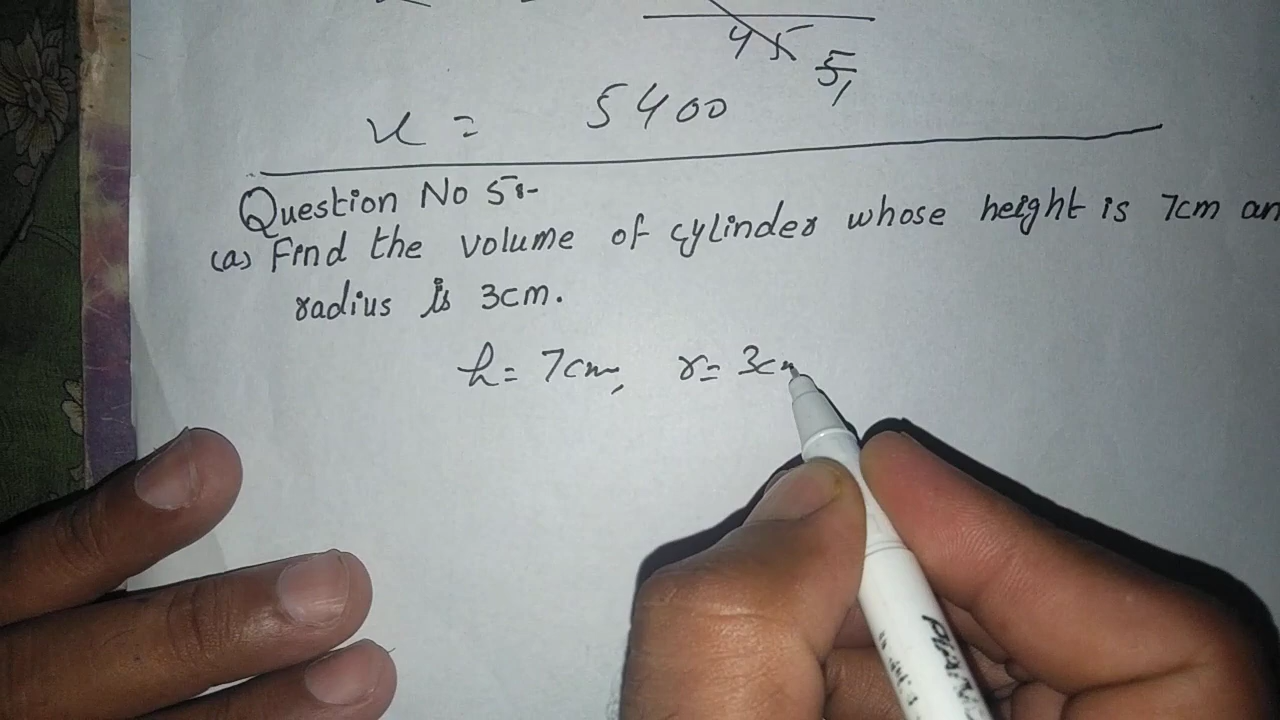 45 5
x = 5400
Question No 5:-
(a) Find the volume of cylinder whose height is 7cm an
radius is 3cm.
h = 7cm, r = 3cm